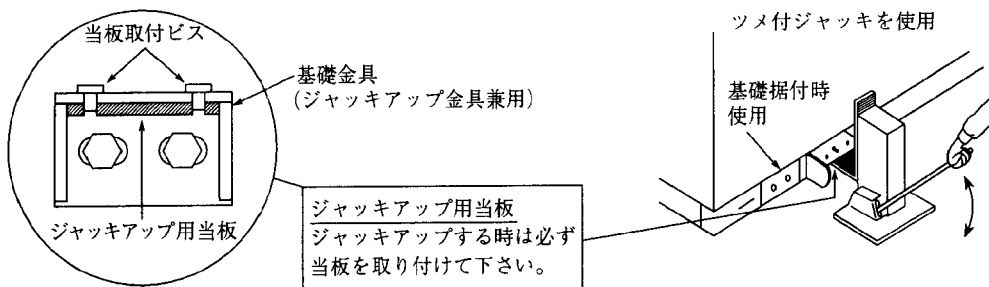 当板取付ビス
基礎金具
(ジャッキアップ金具兼用)
ジャッキアップ用当板
ジャッキアップ用当板
ジャッキアップする時は必ず
当板を取り付けて下さい。
ツメ付ジャッキを使用
基礎据付時
使用